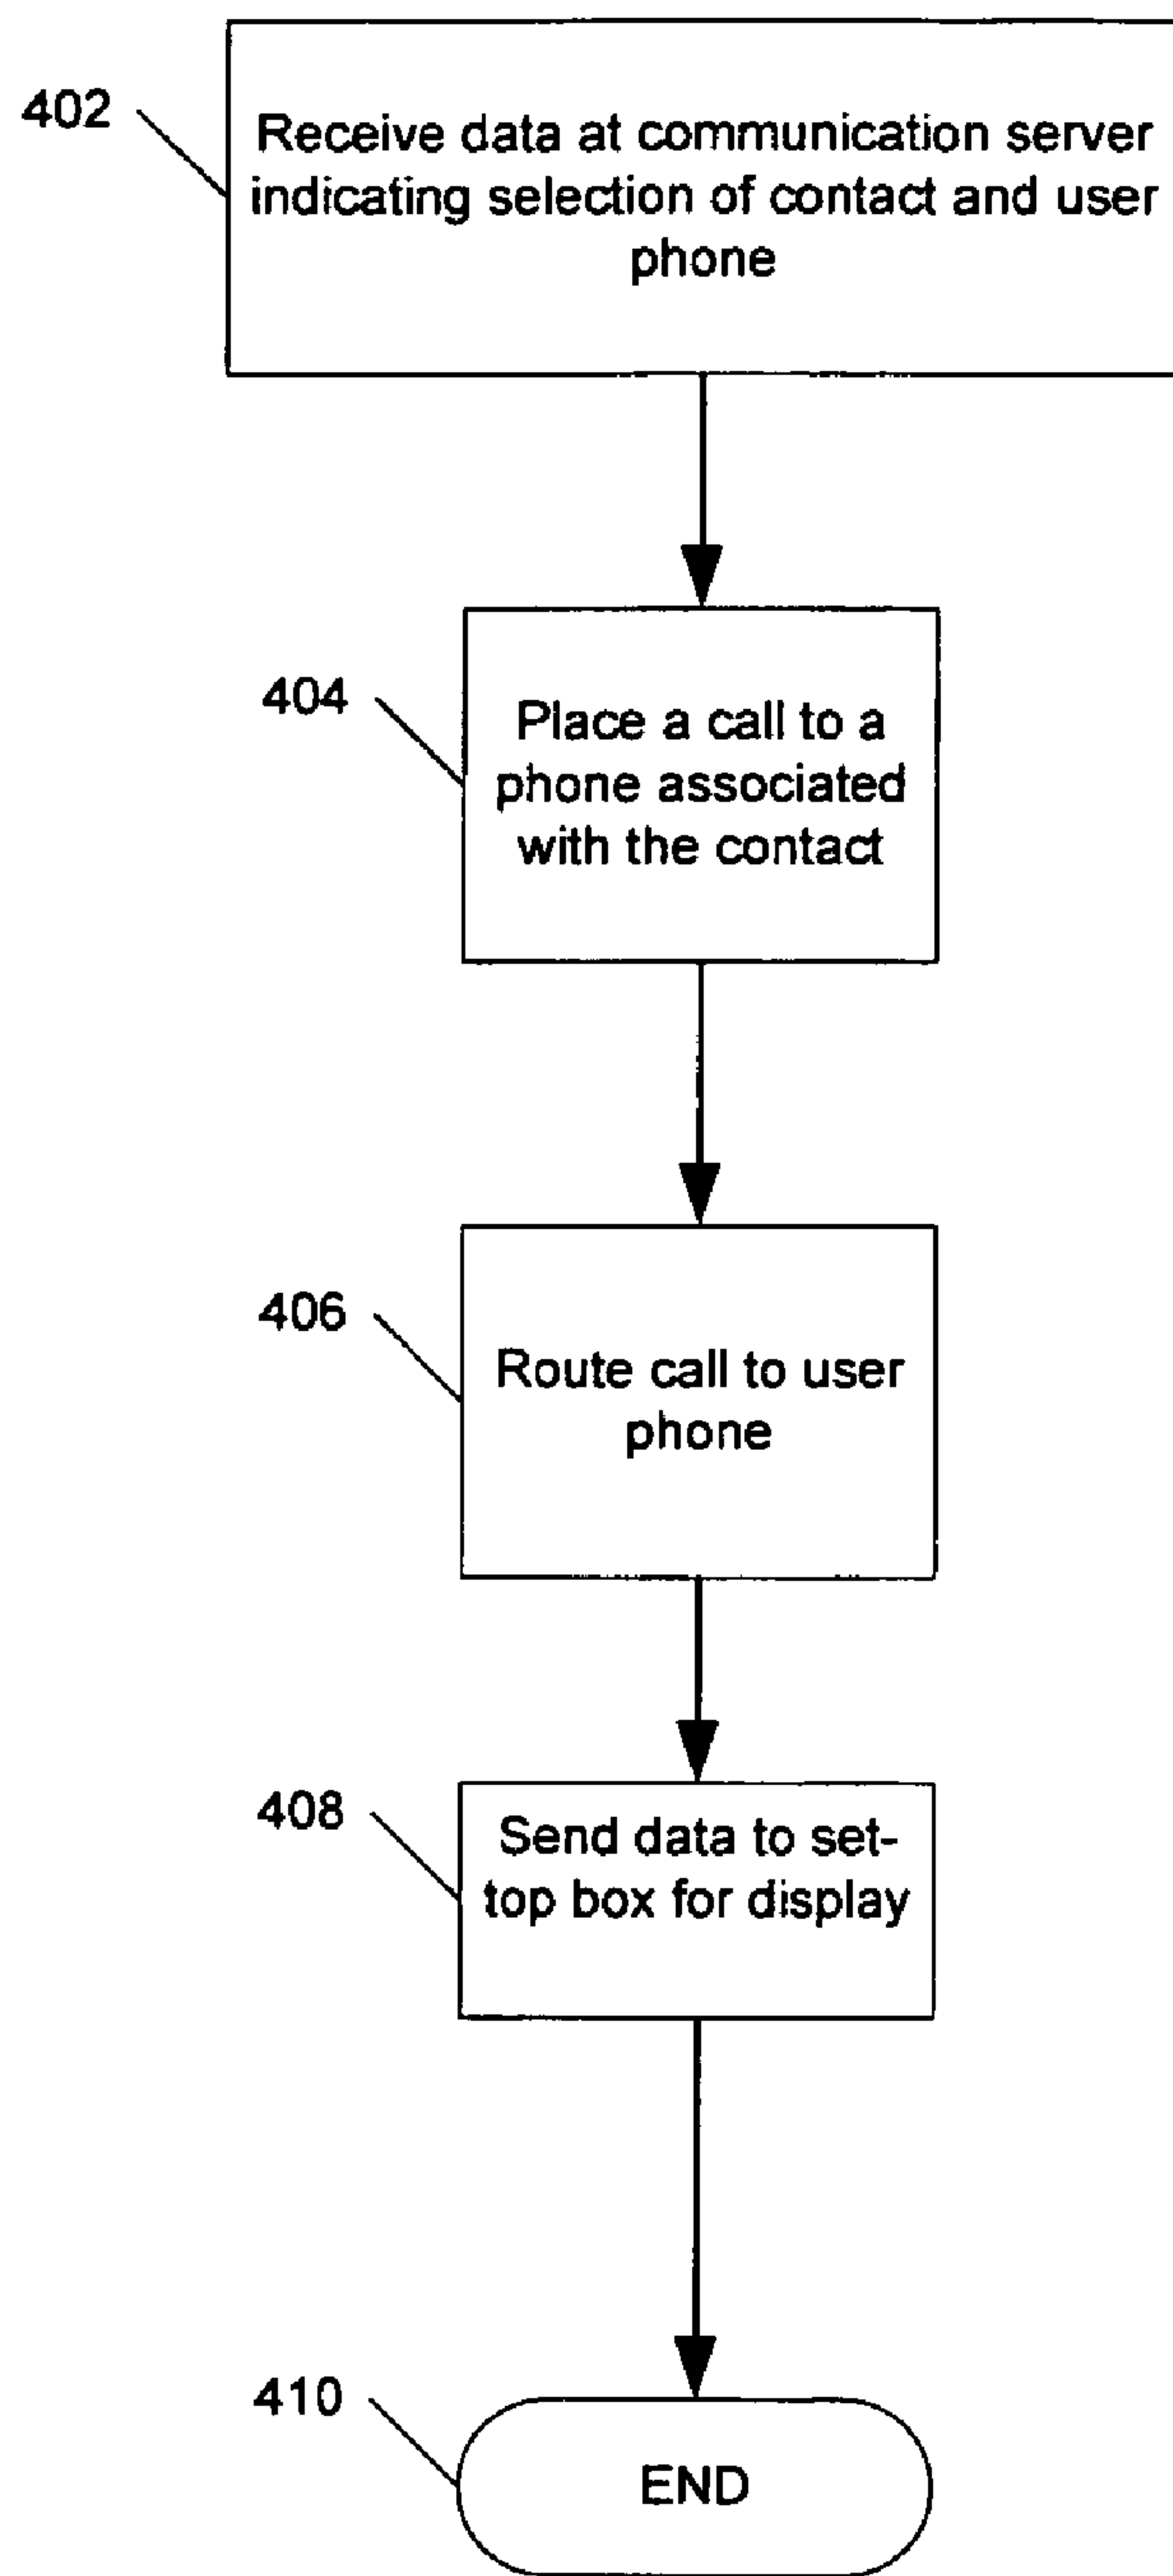 402
Receive data at communication server
indicating selection of contact and user
phone
404
Place a call to a
phone associated
with the contact
406
Route call to user
phone
408
Send data to set-
top box for display
410
END